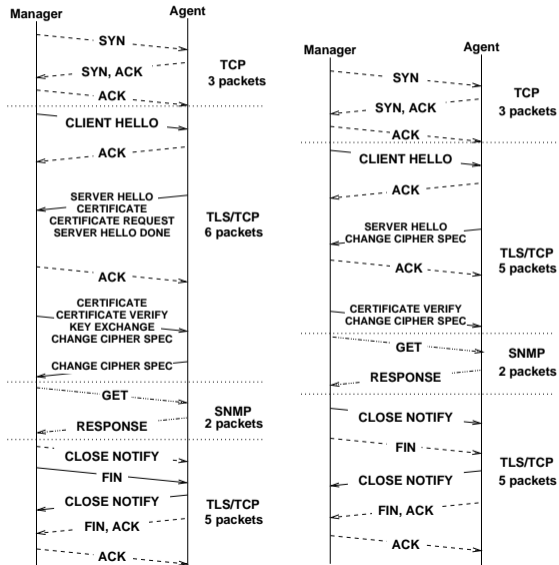 Manager
Agent
SYN
SYN, ACK
ACK
TCP
3 packets
CLIENT HELLO
ACK
SERVER HELLO
CERTIFICATE
CERTIFICATE REQUEST
SERVER HELLO DONE
TLS/TCP
6 packets
ACK
CERTIFICATE
CERTIFICATE VERIFY
KEY EXCHANGE
CHANGE CIPHER SPEC
CHANGE CIPHER SPEC
GET
RESPONSE
SNMP
2 packets
CLOSE NOTIFY
FIN
CLOSE NOTIFY
FIN, ACK
ACK
TLS/TCP
5 packets
Manager
Agent
SYN
SYN, ACK
ACK
TCP
3 packets
CLIENT HELLO
ACK
SERVER HELLO
CHANGE CIPHER SPEC
ACK
TLS/TCP
5 packets
CERTIFICATE VERIFY
CHANGE CIPHER SPEC
GET
RESPONSE
SNMP
2 packets
CLOSE NOTIFY
FIN
CLOSE NOTIFY
FIN, ACK
ACK
TLS/TCP
5 packets